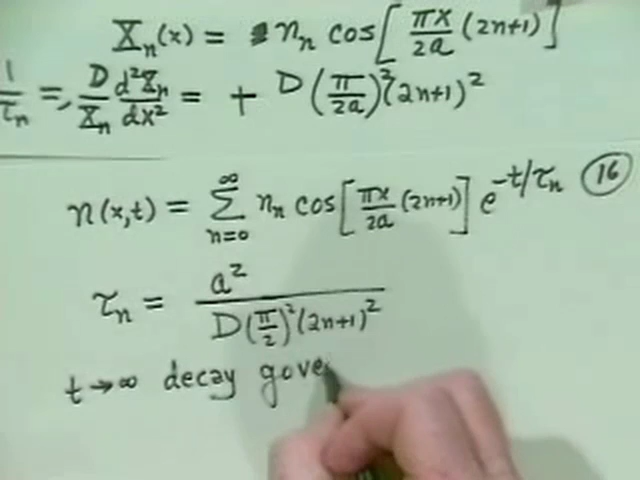 X_n(x) = n_n cos[πx/2a (2n+1)]
1/τ_n =, D/X_n d²X_n/dx² = + D(π/2a)²(2n+1)²
n(x,t) = ∑_{n=0}^{∞} n_n cos[πx/2a (2n+1)] e^{-t/τ_n} (16)
τ_n = a² / D(π/2)²(2n+1)²
t→∞ decay gove